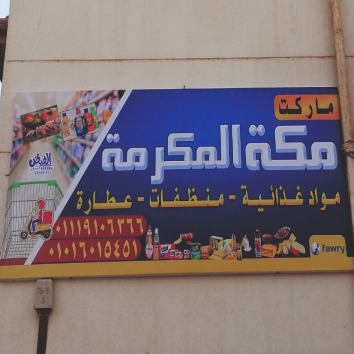 ماركت
مكة المكرمة
مواد غذائية - منظفات - عطارة
٠١١١٩١٠٦٣٦٦
٠١٠١٦٠١٥٤٥١
Fawry